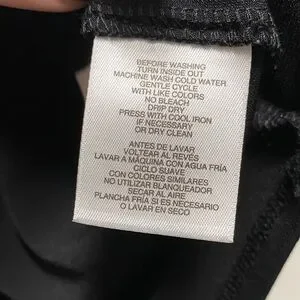 BEFORE WASHING
TURN INSIDE OUT
MACHINE WASH COLD WATER
GENTLE CYCLE
WITH LIKE COLORS
NO BLEACH
DRIP DRY
PRESS WITH COOL IRON
IF NECESSARY
OR DRY CLEAN
ANTES DE LAVAR
VOLTEAR AL REVÉS
LAVAR A MÁQUINA CON AGUA FRÍA
CICLO SUAVE
CON COLORES SIMILARES
NO UTILIZAR BLANQUEADOR
SECAR AL AIRE
PLANCHA FRÍA SI ES NECESARIO
O LAVAR EN SECO